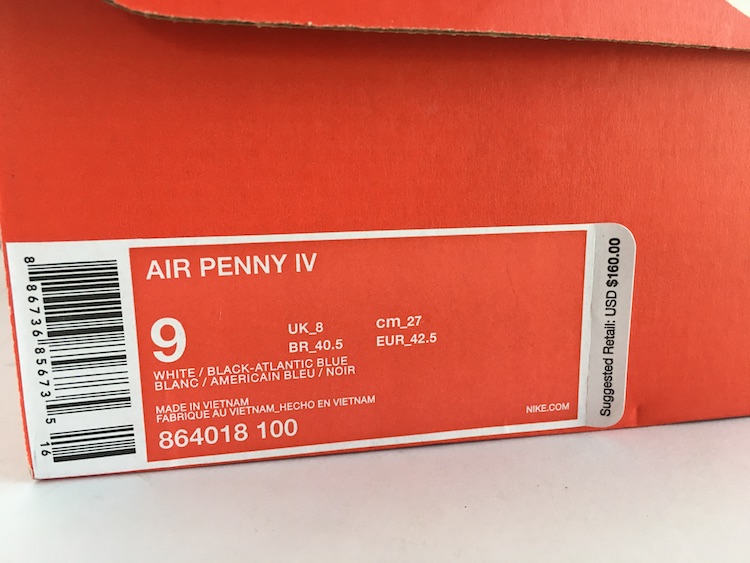 AIR PENNY IV
9
UK_8 cm_27
BR_40.5 EUR_42.5
WHITE / BLACK-ATLANTIC BLUE
BLANC / AMERICAIN BLEU / NOIR
MADE IN VIETNAM
FABRIQUE AU VIETNAM_HECHO EN VIETNAM
864018 100
NIKE.COM
Suggested Retail: USD $160.00
8 86736 85673 5 16